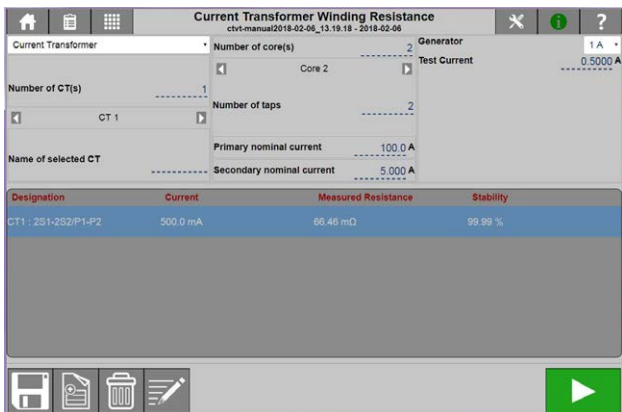 Current Transformer Winding Resistance
ctvt-manual2018-02-06_13.19.18 - 2018-02-06
?
Current Transformer
Number of core(s) 2
Generator 1 A
Core 2
Test Current 0.5000 A
Number of CT(s) 1
Number of taps 2
CT 1
Primary nominal current 100.0 A
Name of selected CT
Secondary nominal current 5.000 A
Designation Current Measured Resistance Stability
CT1 : 2S1-2S2/P1-P2 500.0 mA 66.46 mΩ 99.99 %